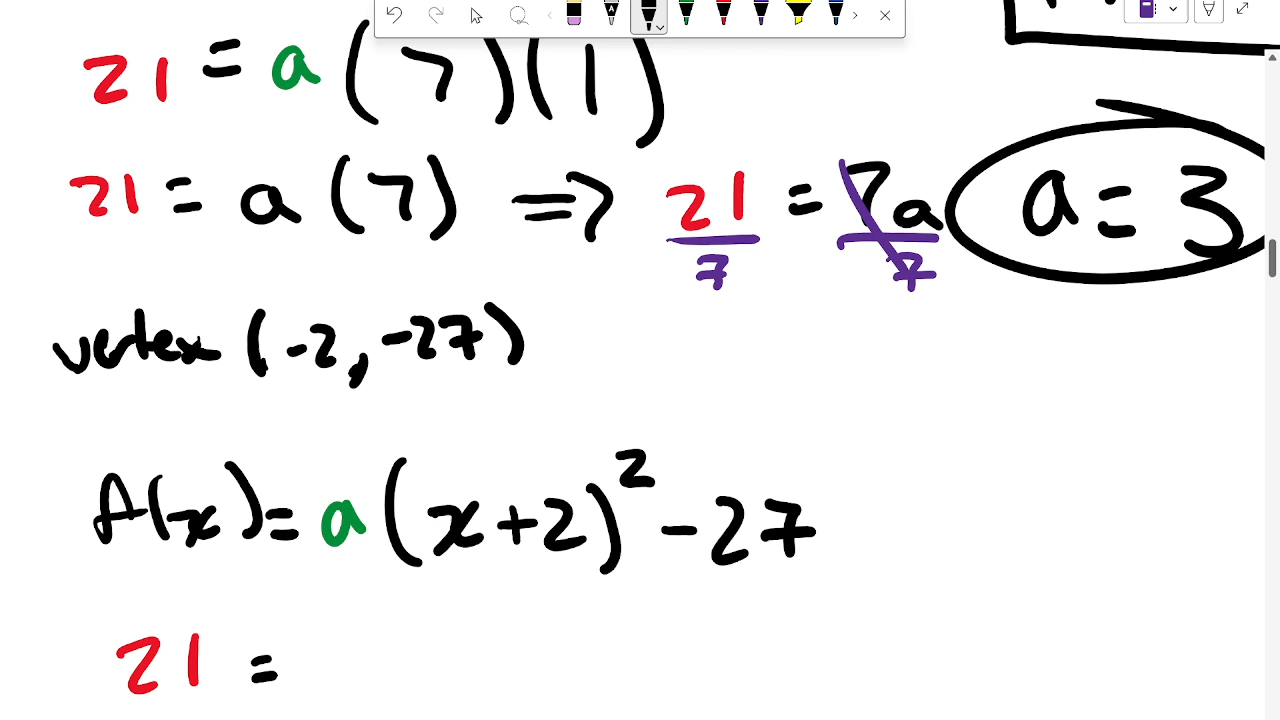 21 = a(7)(1)
21 = a(7) => 21/7 = 7a/7 a = 3
vertex (-2, -27)
f(x) = a(x+2)² - 27
21 =